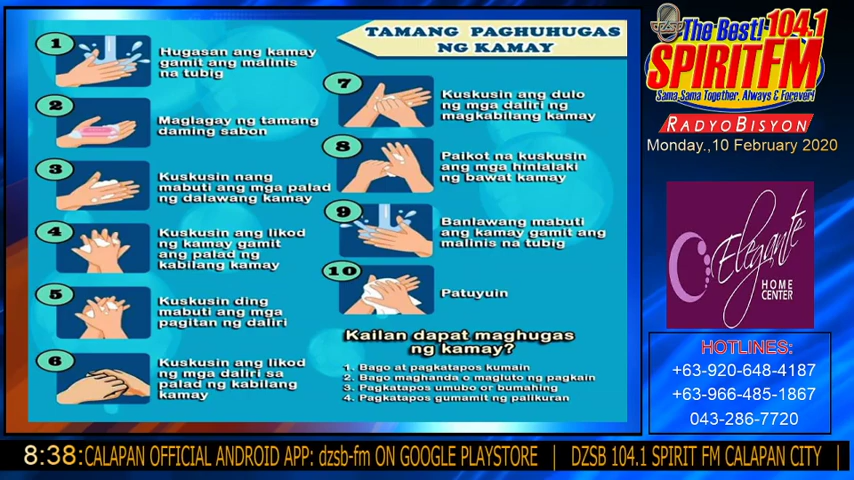 TAMANG PAGHUHUGAS
NG KAMAY
1
Hugasan ang kamay
gamit ang malinis
na tubig
2
Maglagay ng tamang
daming sabon
3
Kuskusin nang
mabuti ang mga palad
ng dalawang kamay
4
Kuskusin ang likod
ng kamay gamit
ang palad ng
kabilang kamay
5
Kuskusin ding
mabuti ang mga
pagitan ng daliri
6
Kuskusin ang likod
ng mga daliri sa
palad ng kabilang
kamay
7
Kuskusin ang dulo
ng mga daliri ng
magkabilang kamay
8
Paikot na kuskusin
ang mga hinlalaki
ng bawat kamay
9
Banlawang mabuti
ang kamay gamit ang
malinis na tubig
10
Patuyuin
Kailan dapat maghugas
ng kamay?
1. Bago at pagkatapos kumain
2. Bago maghanda o magluto ng pagkain
3. Pagkatapos umubo or bumahing
4. Pagkatapos gumamit ng palikuran
The Best! 104.1
SPIRIT FM
Sama, Sama Together, Always & Forever!
RADYOBISYON
Monday.,10 February 2020
Elegante
HOME
CENTER
HOTLINES:
+63-920-648-4187
+63-966-485-1867
043-286-7720
8:38: CALAPAN OFFICIAL ANDROID APP: dzsb-fm ON GOOGLE PLAYSTORE | DZSB 104.1 SPIRIT FM CALAPAN CITY |